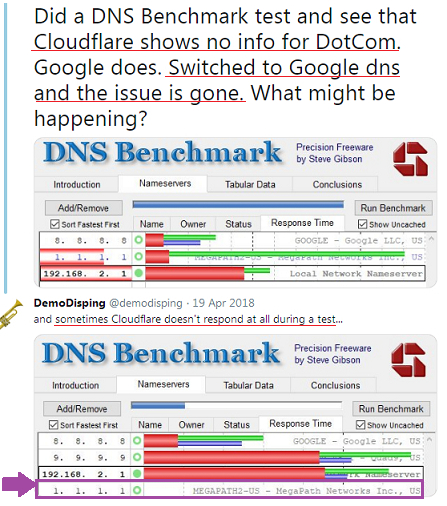 Did a DNS Benchmark test and see that
Cloudflare shows no info for DotCom.
Google does. Switched to Google dns
and the issue is gone. What might be
happening?
DNS Benchmark
Precision Freeware
by Steve Gibson
Introduction Nameservers Tabular Data Conclusions
Add/Remove Run Benchmark
Sort Fastest First Name Owner Status Response Time Show Uncached
8. 8. 8. 8 GOOGLE - Google LLC, US
1. 1. 1. 1 MEGAPATH2-US - MegaPath Networks Inc., US
192.168. 2. 1 Local Network Nameserver
DemoDisping @demodisping · 19 Apr 2018
and sometimes Cloudflare doesn't respond at all during a test...
DNS Benchmark
Precision Freeware
by Steve Gibson
Introduction Nameservers Tabular Data Conclusions
Add/Remove Run Benchmark
Sort Fastest First Name Owner Status Response Time Show Uncached
8. 8. 8. 8 GOOGLE - Google LLC, US
9. 9. 9. 9 Quad9, US
192.168. 2. 1 Nameserver
1. 1. 1. 1 MEGAPATH2-US - MegaPath Networks Inc., US